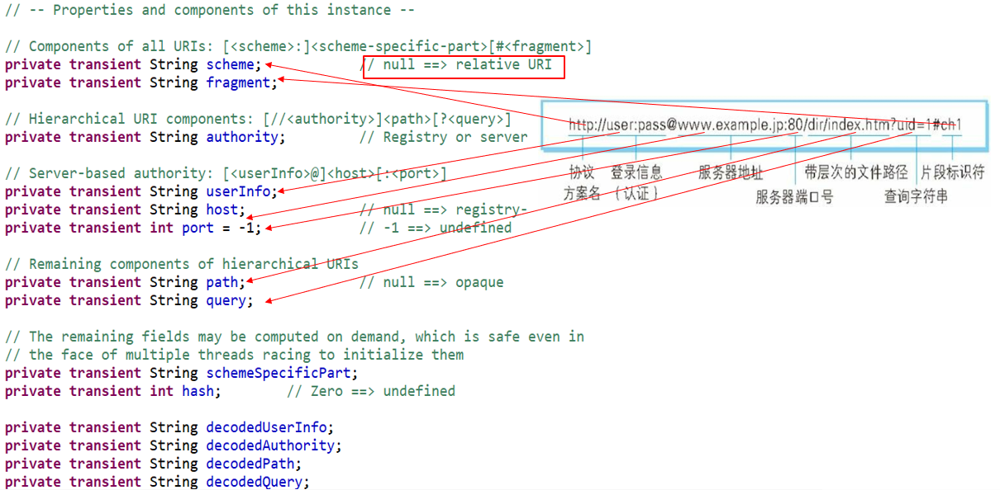 // -- Properties and components of this instance --
// Components of all URIs: [<scheme>:]<scheme-specific-part>[#<fragment>]
private transient String scheme; // null ==> relative URI
private transient String fragment;
// Hierarchical URI components: [//<authority>]<path>[?<query>]
private transient String authority; // Registry or server
// Server-based authority: [<userInfo>@]<host>[:<port>]
private transient String userInfo;
private transient String host; // null ==> registry-
private transient int port = -1; // -1 ==> undefined
// Remaining components of hierarchical URIs
private transient String path; // null ==> opaque
private transient String query;
// The remaining fields may be computed on demand, which is safe even in
// the face of multiple threads racing to initialize them
private transient String schemeSpecificPart;
private transient int hash; // Zero ==> undefined
private transient String decodedUserInfo;
private transient String decodedAuthority;
private transient String decodedPath;
private transient String decodedQuery;
http://user:pass@www.example.jp:80/dir/index.htm?uid=1#ch1
协议 登录信息 服务器地址 带层次的文件路径 片段标识符
方案名 （认证） 服务器端口号 查询字符串